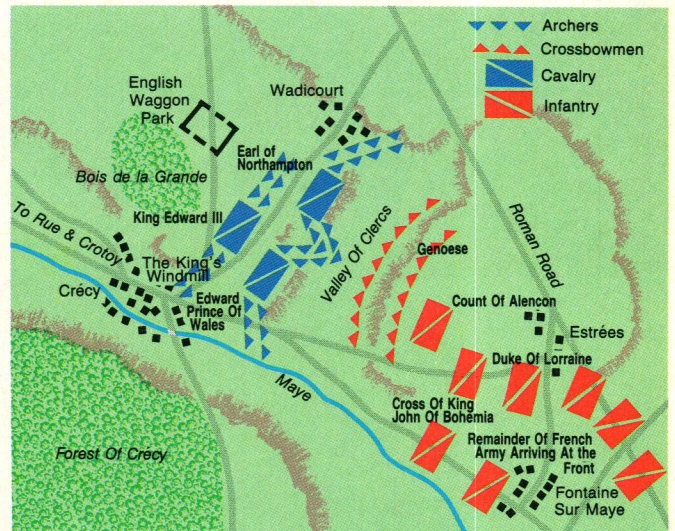 Archers
Crossbowmen
Cavalry
Infantry
English
Waggon
Park
Wadicourt
Earl of
Northampton
Bois de la Grande
King Edward III
To Rue & Crotoy
The King's
Windmill
Crécy
Edward
Prince Of
Wales
Valley Of Clercs
Genoese
Roman Road
Count Of Alencon
Estrées
Duke Of Lorraine
Maye
Cross Of King
John Of Bohemia
Remainder Of French
Army Arriving At the
Front
Forest Of Crécy
Fontaine
Sur Maye